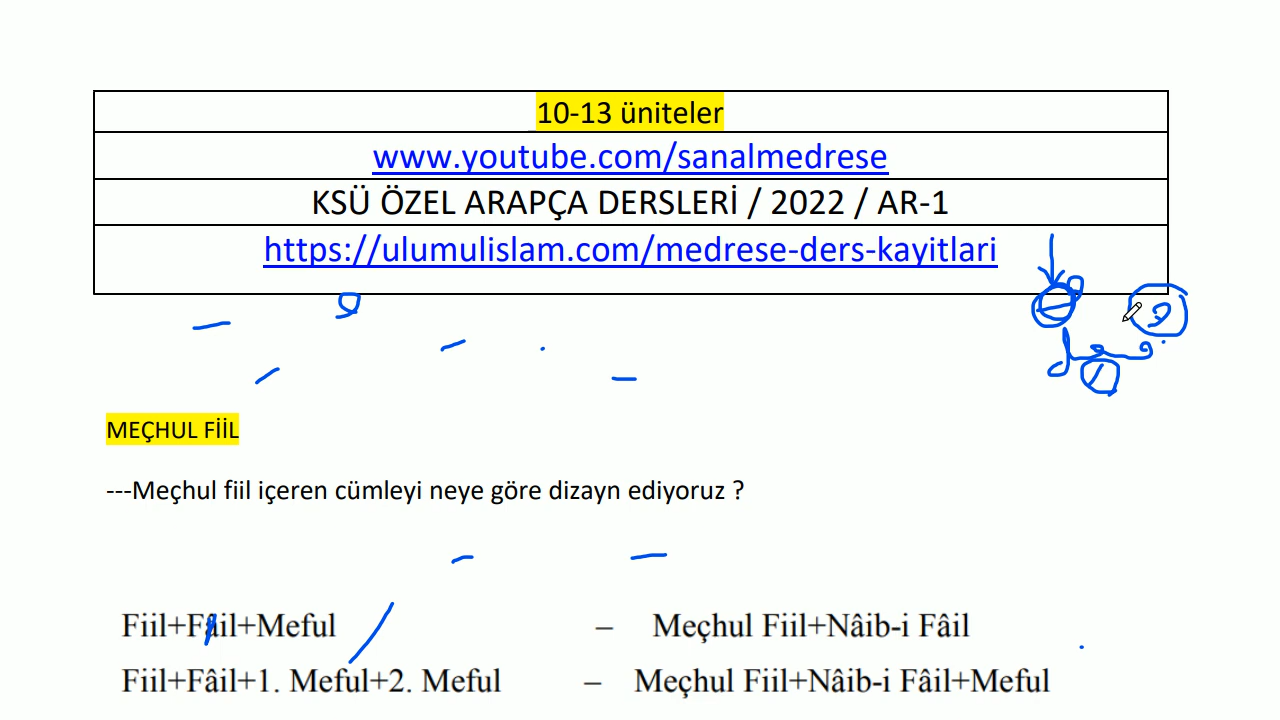 10-13 üniteler
www.youtube.com/sanalmedrese
KSÜ ÖZEL ARAPÇA DERSLERİ / 2022 / AR-1
https://ulumulislam.com/medrese-ders-kayitlari
MEÇHUL FİİL
---Meçhul fiil içeren cümleyi neye göre dizayn ediyoruz ?
Fiil+Fâil+Meful – Meçhul Fiil+Nâib-i Fâil
Fiil+Fâil+1. Meful+2. Meful – Meçhul Fiil+Nâib-i Fâil+Meful